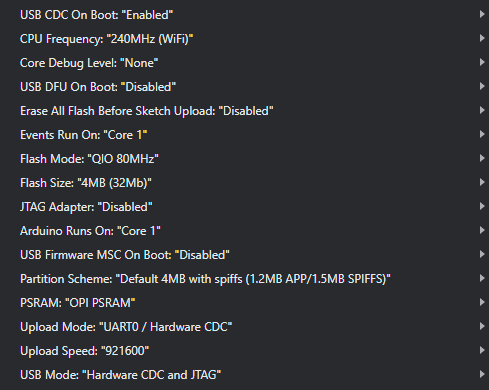 USB CDC On Boot: "Enabled"
CPU Frequency: "240MHz (WiFi)"
Core Debug Level: "None"
USB DFU On Boot: "Disabled"
Erase All Flash Before Sketch Upload: "Disabled"
Events Run On: "Core 1"
Flash Mode: "QIO 80MHz"
Flash Size: "4MB (32Mb)"
JTAG Adapter: "Disabled"
Arduino Runs On: "Core 1"
USB Firmware MSC On Boot: "Disabled"
Partition Scheme: "Default 4MB with spiffs (1.2MB APP/1.5MB SPIFFS)"
PSRAM: "OPI PSRAM"
Upload Mode: "UART0 / Hardware CDC"
Upload Speed: "921600"
USB Mode: "Hardware CDC and JTAG"